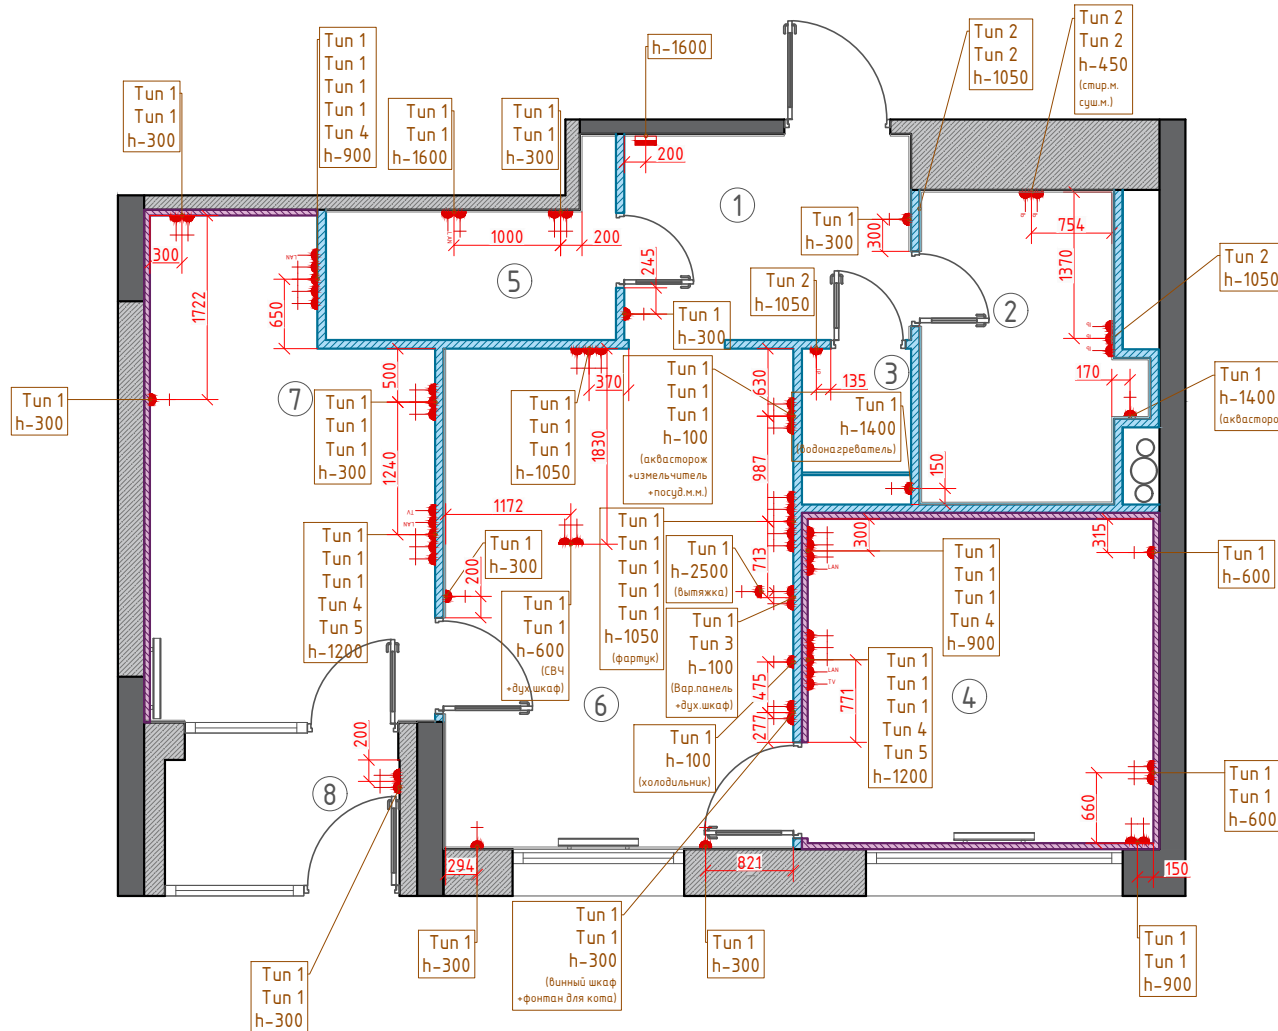 Тип 1
Тип 1
Тип 1
Тип 1
Тип 4
h-900
Тип 1
Тип 1
h-300
Тип 1
Тип 1
h-1600
Тип 1
Тип 1
h-300
h-1600
Тип 2
Тип 2
h-1050
Тип 2
Тип 2
h-450
(стир.м.
суш.м.)
200
1
Тип 1
h-300
300
754
1370
2
Тип 2
h-1050
300
1722
LAN
650
LAN
1000
200
5
245
Тип 1
h-300
Тип 2
h-1050
135
3
170
Тип 1
h-1400
Тип 1
h-1400
(водонагреватель)
150
7
Тип 1
h-300
500
Тип 1
Тип 1
Тип 1
h-300
1240
370
Тип 1
Тип 1
Тип 1
h-1050
1830
Тип 1
Тип 1
Тип 1
h-100
(аквасторож
+измельчитель
+посуд.м.м.)
630
987
TV
LAN
1172
Тип 1
Тип 1
Тип 1
Тип 4
Тип 5
h-1200
200
Тип 1
h-300
Тип 1
Тип 1
h-600
(СВЧ
+дух.шкаф)
Тип 1
Тип 1
Тип 1
Тип 1
Тип 1
h-1050
(фартук)
Тип 1
h-2500
(вытяжка)
713
Тип 1
Тип 3
h-100
(Вар.панель
+дух.шкаф)
300
LAN
Тип 1
Тип 1
Тип 1
Тип 4
h-900
315
Тип 1
h-600
LAN
TV
771
Тип 1
Тип 1
Тип 1
Тип 4
Тип 5
h-1200
4
6
475
277
Тип 1
h-100
(холодильник)
200
8
660
Тип 1
Тип 1
h-600
294
821
150
Тип 1
Тип 1
h-300
Тип 1
h-300
Тип 1
Тип 1
h-300
(винный шкаф
+фонтан для кота)
Тип 1
h-300
Тип 1
Тип 1
h-900